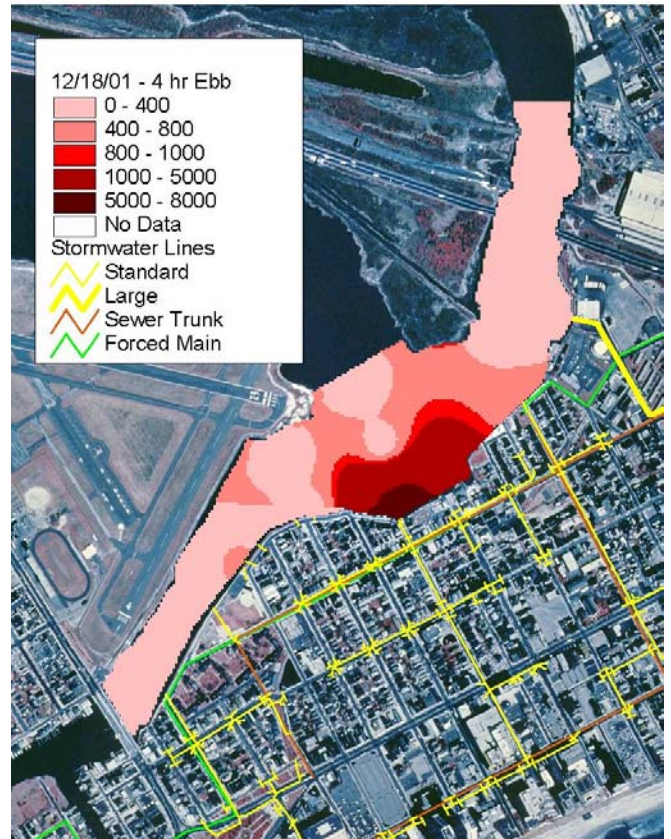 12/18/01 - 4 hr Ebb
0 - 400
400 - 800
800 - 1000
1000 - 5000
5000 - 8000
No Data
Stormwater Lines
Standard
Large
Sewer Trunk
Forced Main